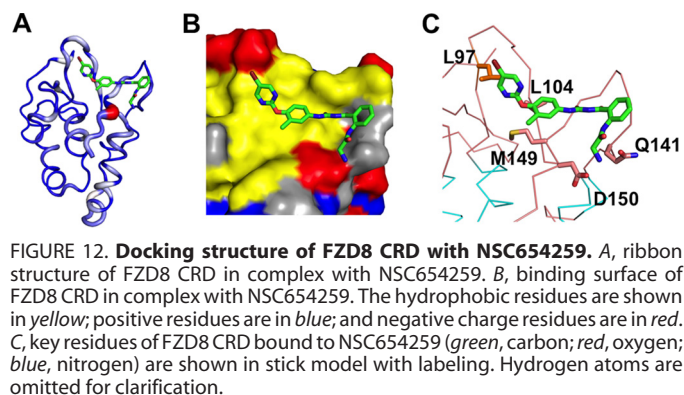 A
B
C
L97
L104
M149
Q141
D150
FIGURE 12. Docking structure of FZD8 CRD with NSC654259. A, ribbon
structure of FZD8 CRD in complex with NSC654259. B, binding surface of
FZD8 CRD in complex with NSC654259. The hydrophobic residues are shown
in yellow; positive residues are in blue; and negative charge residues are in red.
C, key residues of FZD8 CRD bound to NSC654259 (green, carbon; red, oxygen;
blue, nitrogen) are shown in stick model with labeling. Hydrogen atoms are
omitted for clarification.